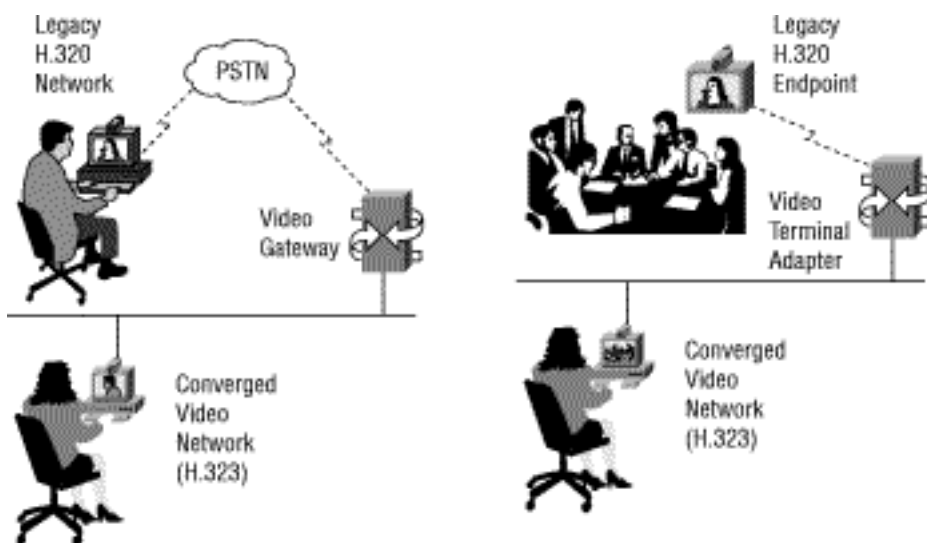 Legacy
H.320
Network
PSTN
Video
Gateway
Converged
Video
Network
(H.323)
Legacy
H.320
Endpoint
Video
Terminal
Adapter
Converged
Video
Network
(H.323)